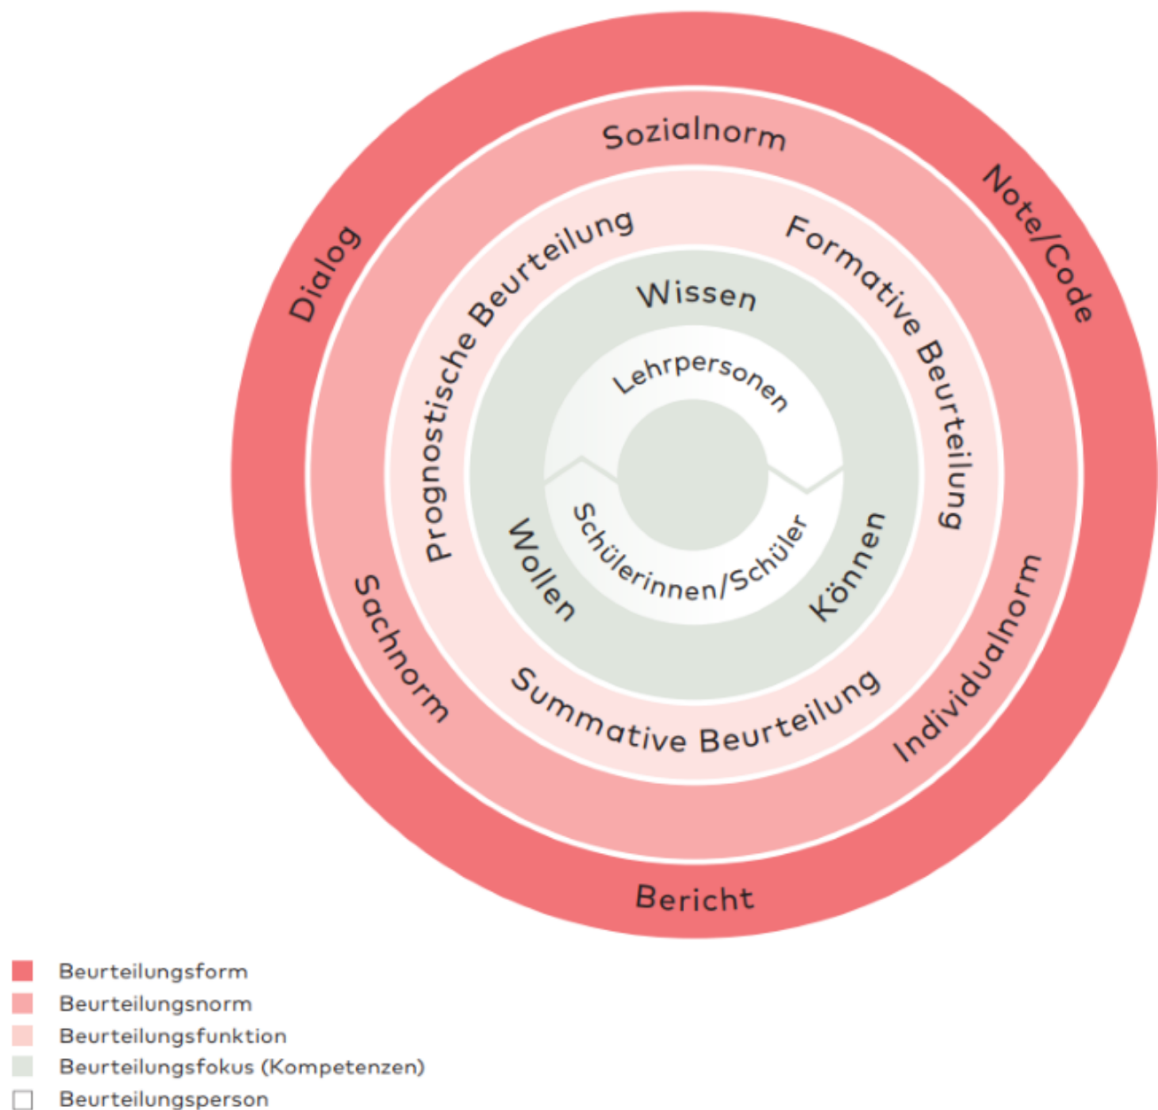 Dialog
Note/Code
Bericht
Sozialnorm
Sachnorm
Individualnorm
Prognostische Beurteilung
Formative Beurteilung
Summative Beurteilung
Wissen
Wollen
Können
Lehrpersonen
Schülerinnen/Schüler
Beurteilungsform
Beurteilungsnorm
Beurteilungsfunktion
Beurteilungsfokus (Kompetenzen)
Beurteilungsperson